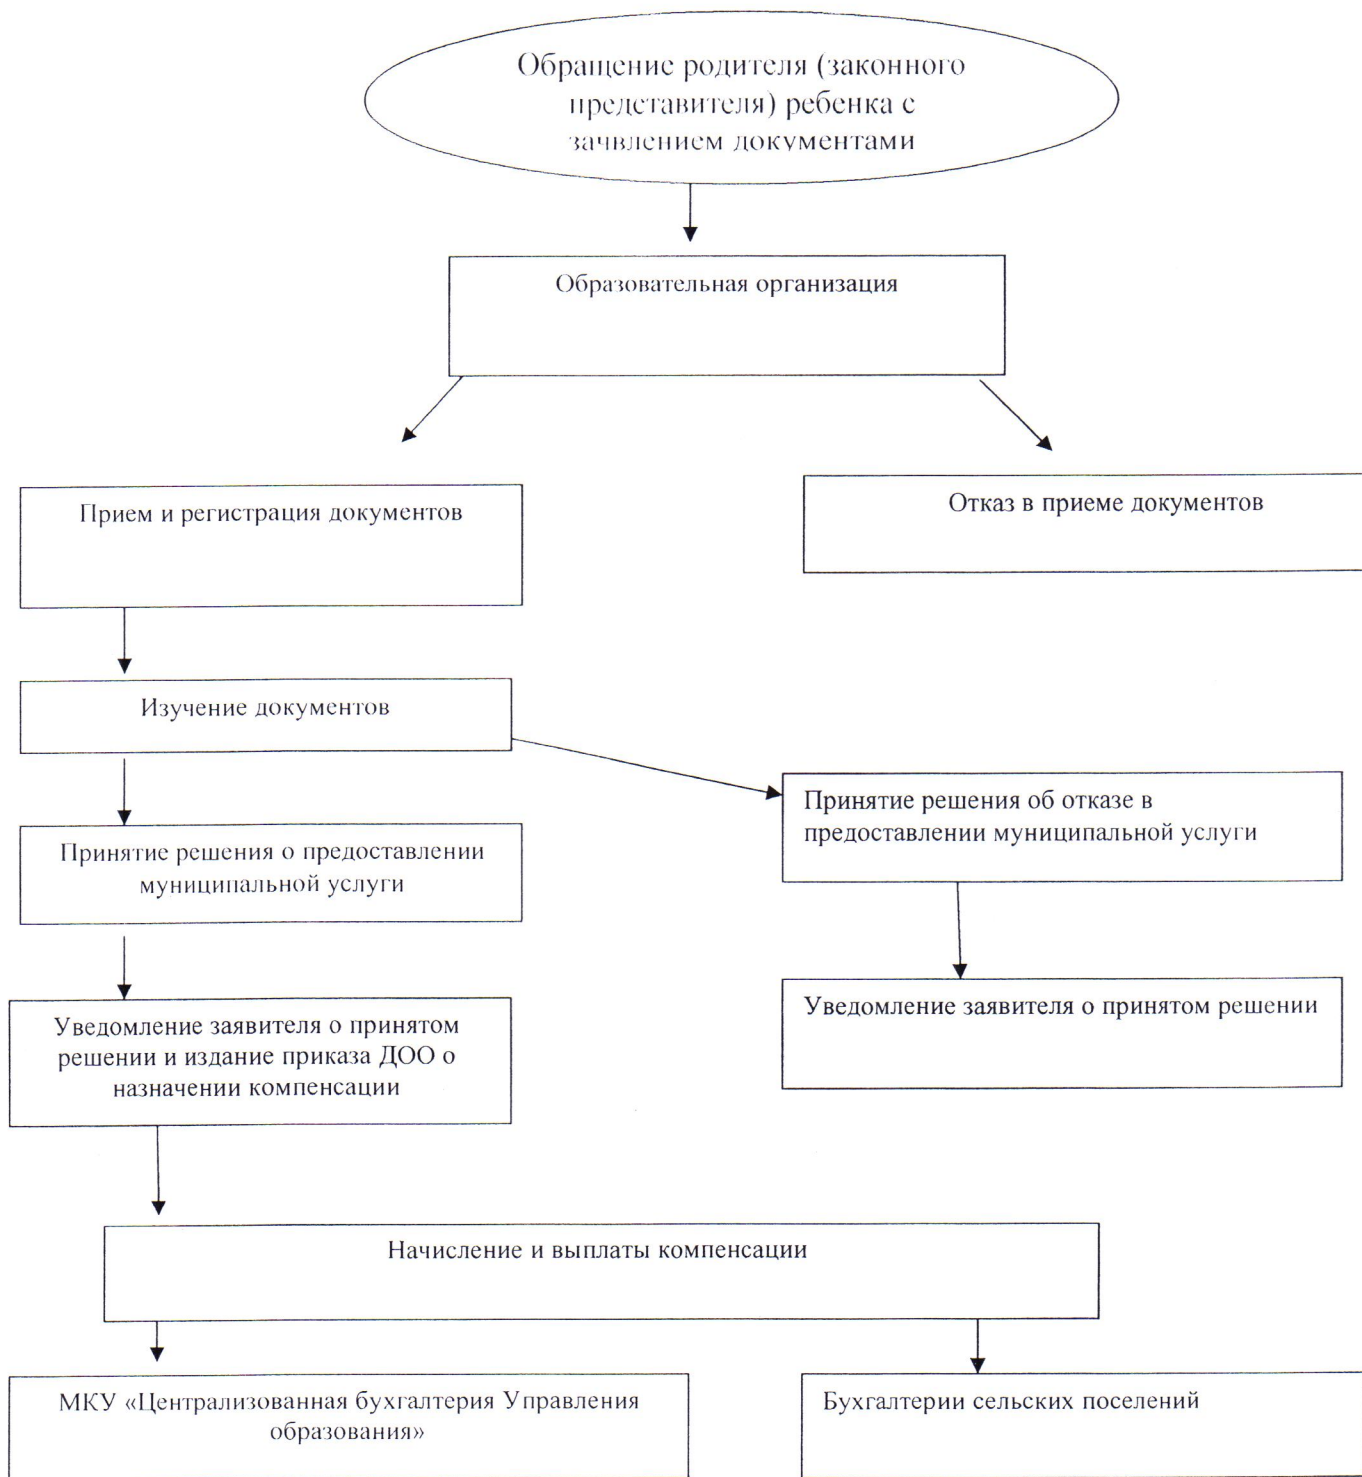 Обращение родителя (законного
представителя) ребенка с
зачвлением документами
Образовательная организация
Прием и регистрация документов
Отказ в приеме документов
Изучение документов
Принятие решения об отказе в
предоставлении муниципальной услуги
Принятие решения о предоставлении
муниципальной услуги
Уведомление заявителя о принятом решении
Уведомление заявителя о принятом
решении и издание приказа ДОО о
назначении компенсации
Начисление и выплаты компенсации
МКУ «Централизованная бухгалтерия Управления
образования»
Бухгалтерии сельских поселений